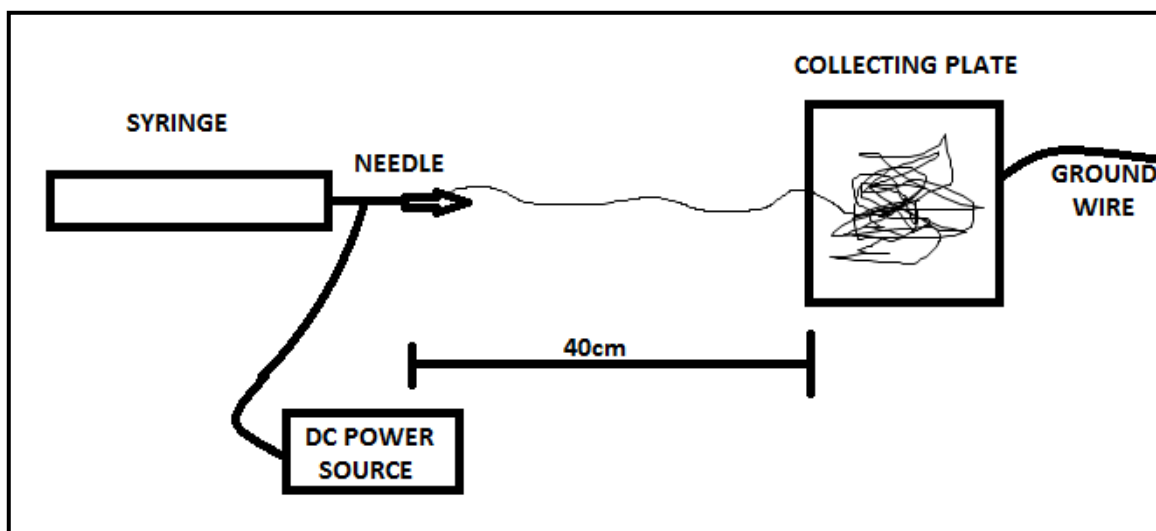 COLLECTING PLATE
SYRINGE
NEEDLE
GROUND
WIRE
40cm
DC POWER
SOURCE